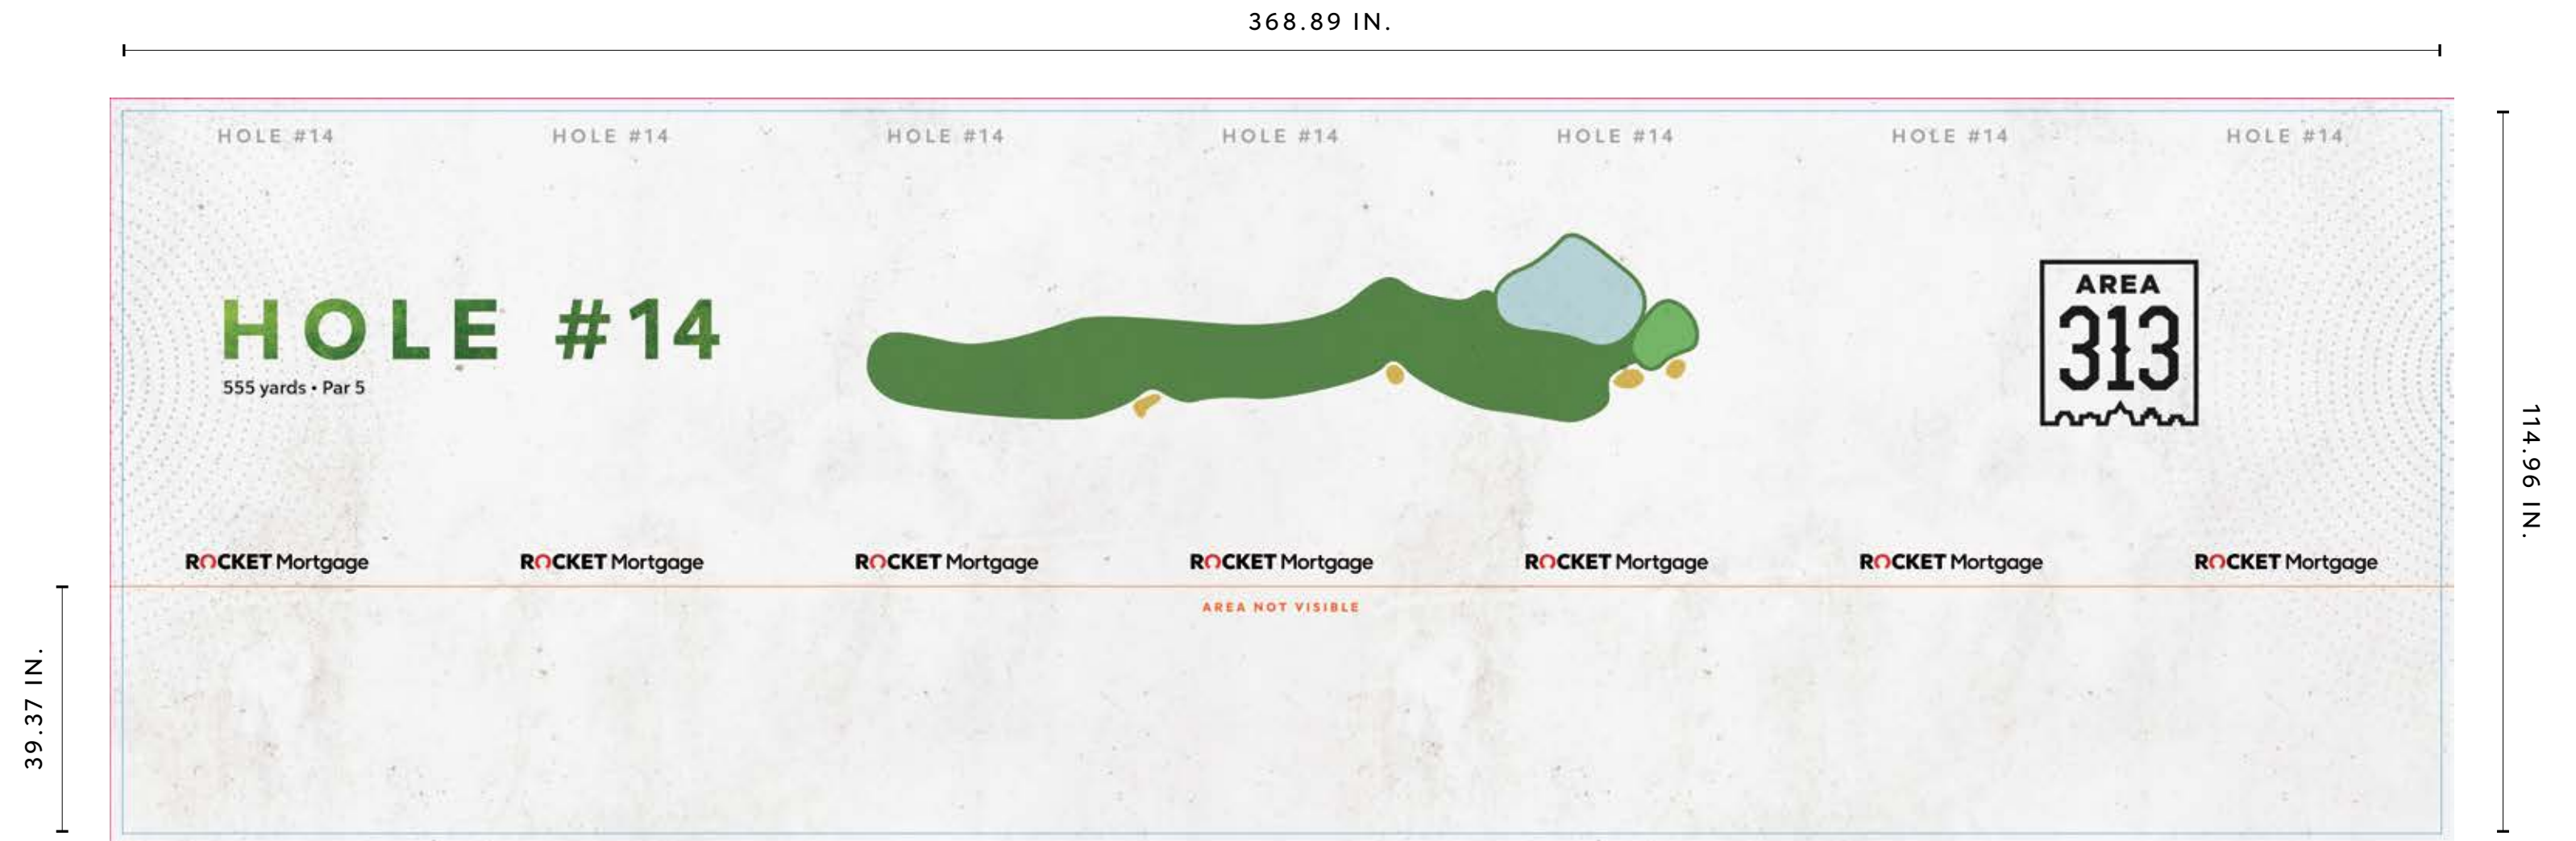 368.89 IN.
HOLE #14 HOLE #14 HOLE #14 HOLE #14 HOLE #14 HOLE #14 HOLE #14
HOLE #14
555 yards • Par 5
AREA
313
114.96 IN.
ROCKET Mortgage ROCKET Mortgage ROCKET Mortgage ROCKET Mortgage ROCKET Mortgage ROCKET Mortgage ROCKET Mortgage
AREA NOT VISIBLE
39.37 IN.